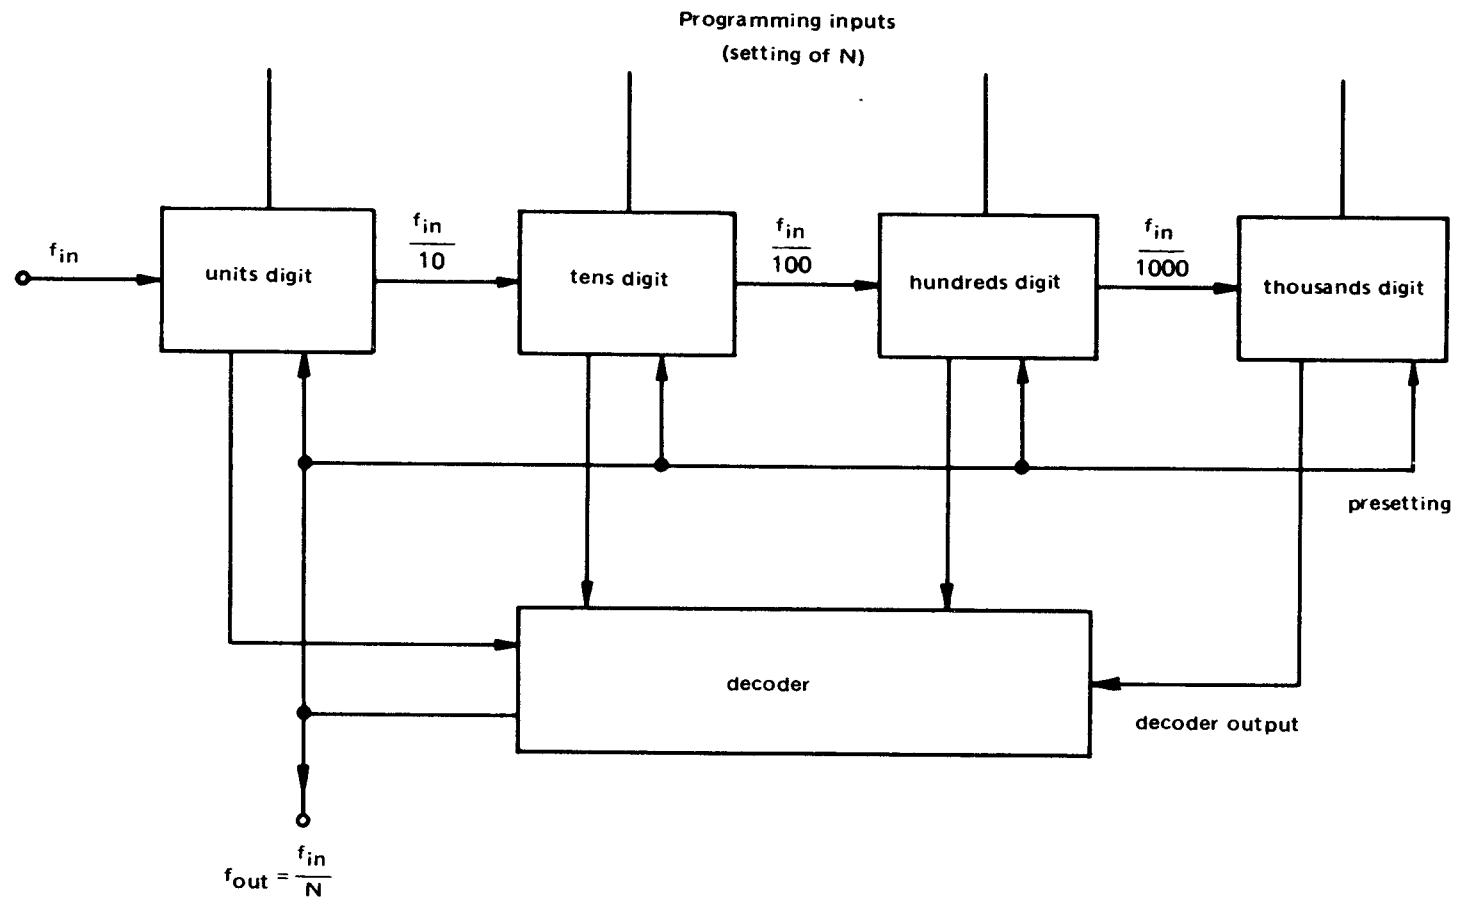 Programming inputs
(setting of N)
f_in
units digit
f_in
10
tens digit
f_in
100
hundreds digit
f_in
1000
thousands digit
presetting
decoder
decoder output
f_out = f_in
N